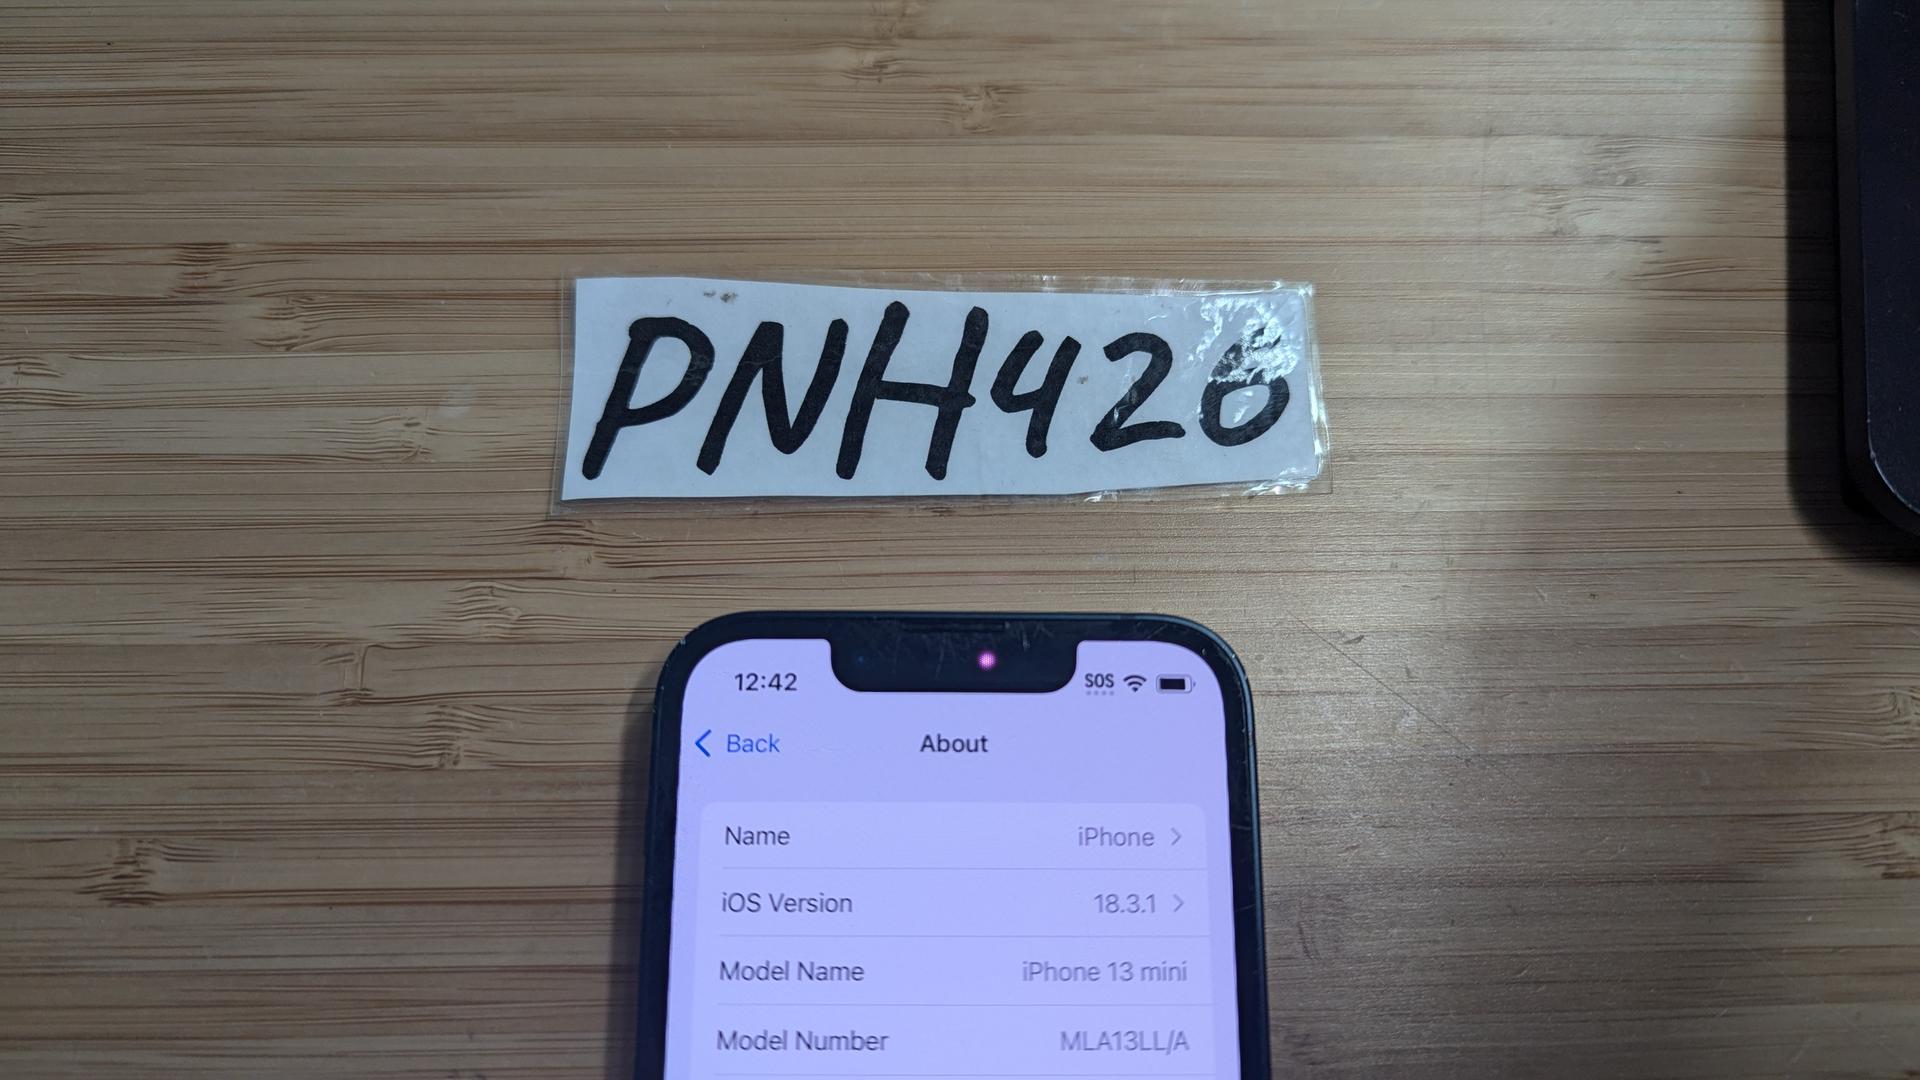 PNH426
12:42 SOS
Back About
Name iPhone
iOS Version 18.3.1
Model Name iPhone 13 mini
Model Number MLA13LL/A